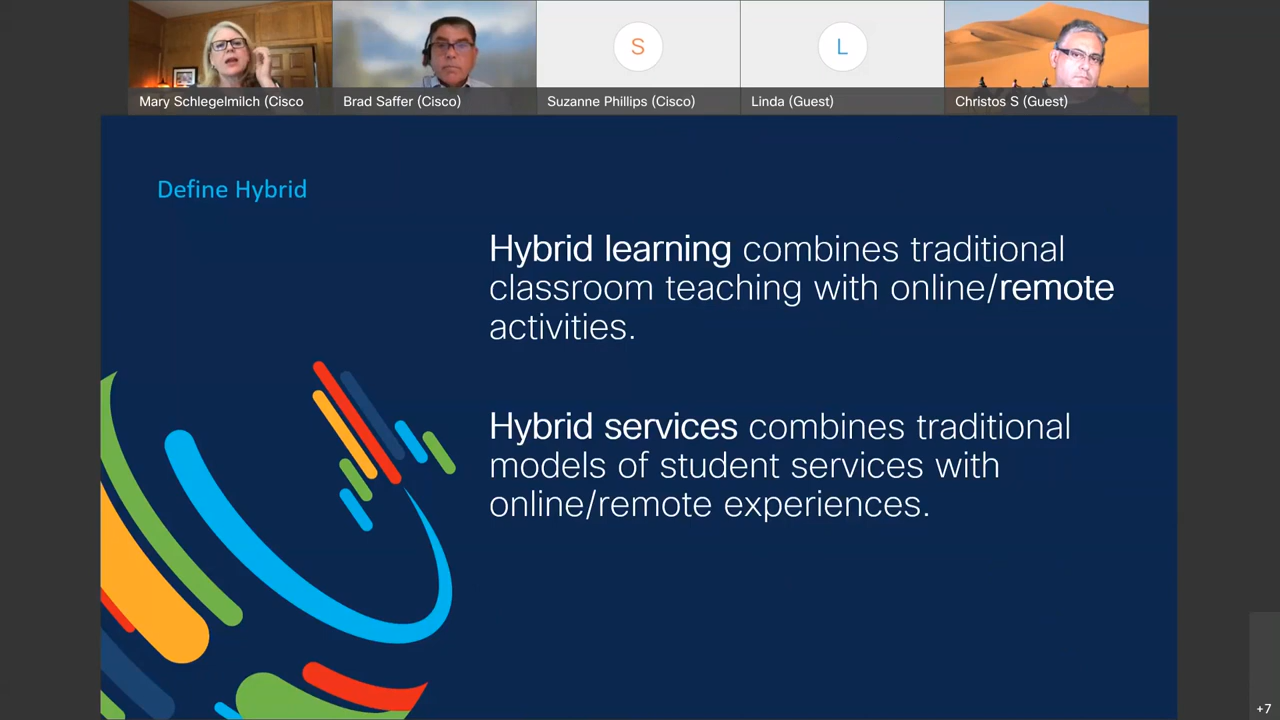 Mary Schlegelmilch (Cisco
Brad Saffer (Cisco)
S
Suzanne Phillips (Cisco)
L
Linda (Guest)
Christos S (Guest)
Define Hybrid
Hybrid learning combines traditional
classroom teaching with online/remote
activities.
Hybrid services combines traditional
models of student services with
online/remote experiences.
+7